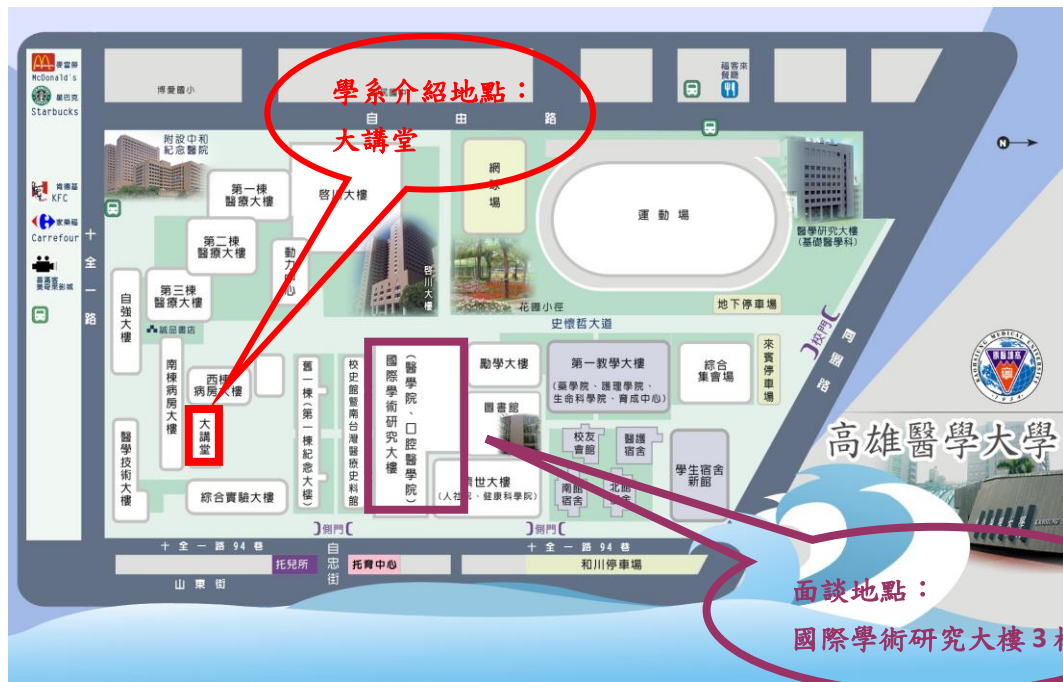 麥當勞
McDonald's
星巴克
Starbucks
肯德基
KFC
家樂福
Carrefour
十全一路
博愛國小
自由路
福客來
餐廳
學系介紹地點：
大講堂
附設中和
紀念醫院
第一棟
醫療大樓
啓川大樓
網球場
運動場
醫學研究大樓
(基礎醫學科)
第二棟
醫療大樓
動力中心
啓川大樓
第三棟
醫療大樓
自強大樓
誠品書店
花園小徑
地下停車場
史懷哲大道
校門
同盟路
南棟病房大樓
西棟
病房大樓
大講堂
舊一棟(第一棟紀念大樓)
校史館暨南台灣醫療史料館
國際學術研究大樓
(醫學院、口腔醫學院)
勵學大樓
圖書館
第一教學大樓
(藥學院、護理學院、
生命科學院、育成中心)
綜合
集會場
來賓停車場
醫學技術大樓
綜合實驗大樓
濟世大樓
(人社院、健康科學院)
校友
會館
醫護
宿舍
南館
宿舍
北館
宿舍
學生宿舍
新館
側門
側門
十全一路94巷
自忠街
十全一路94巷
托兒所
托育中心
和川停車場
山東街
KAOHSIUNG MEDICAL UNIVERSITY
1954
高雄醫學大學
面談地點：
國際學術研究大樓3